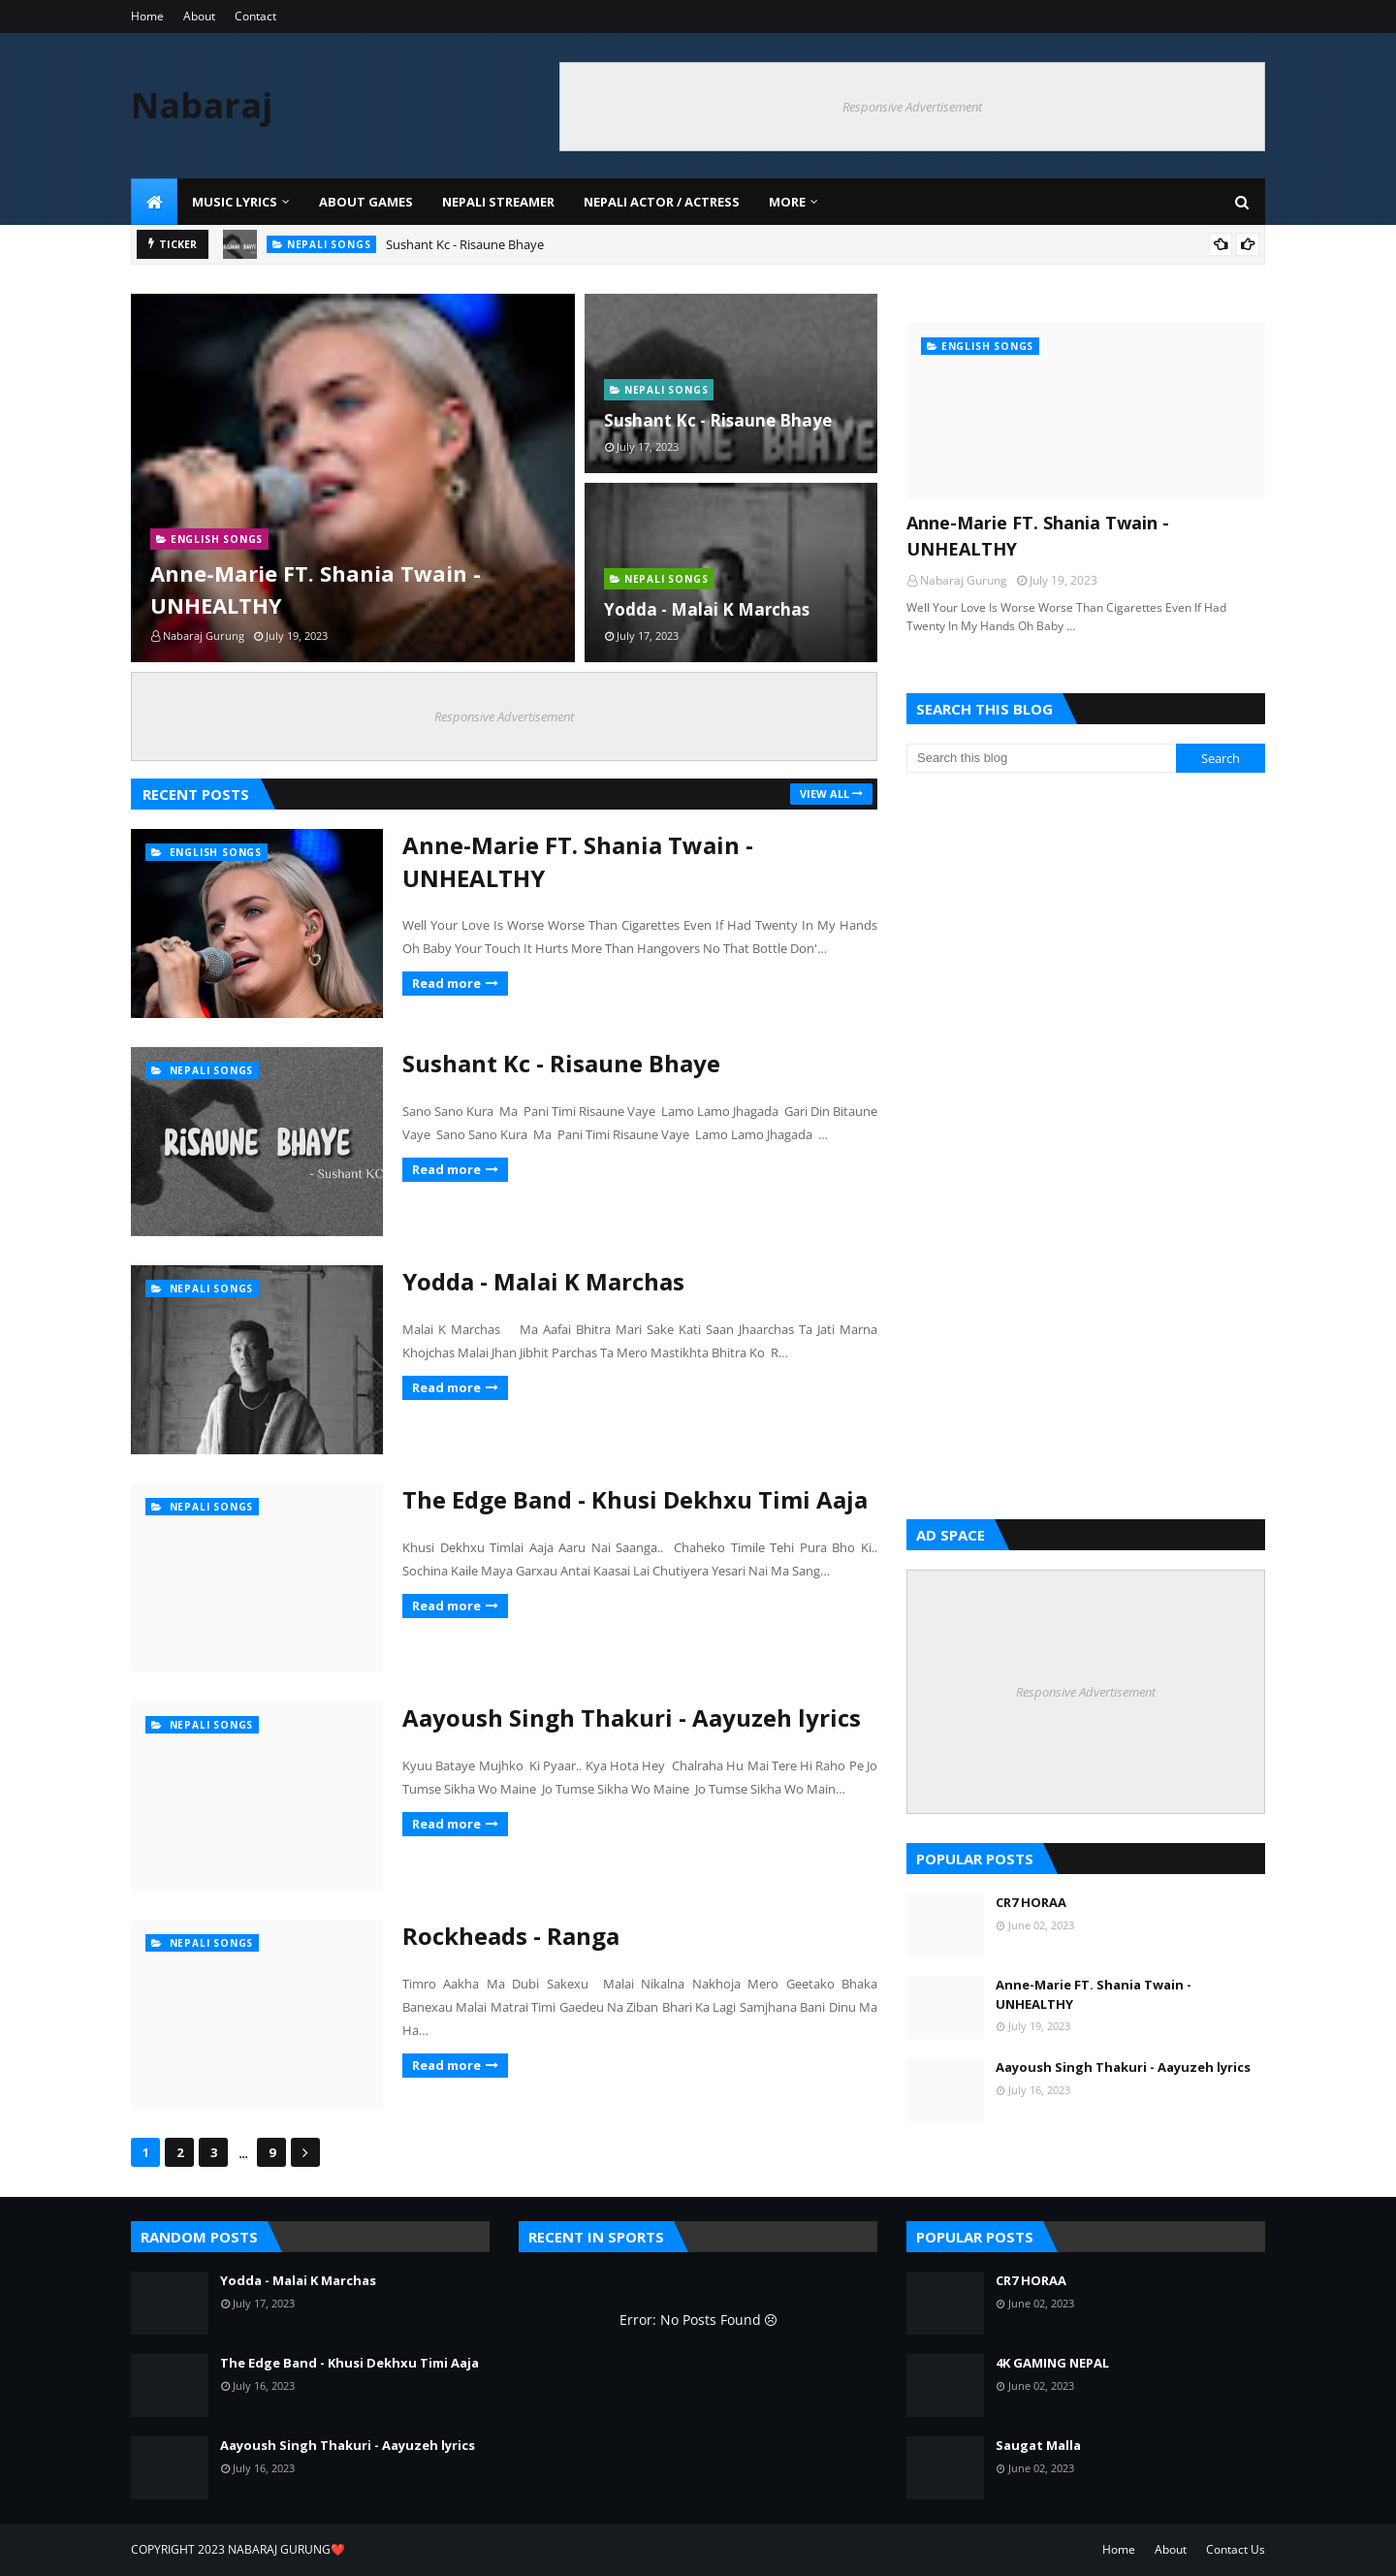 Home About Contact
Nabaraj
Responsive Advertisement
MUSIC LYRICS ABOUT GAMES NEPALI STREAMER NEPALI ACTOR / ACTRESS MORE
TICKER NEPALI SONGS Sushant Kc - Risaune Bhaye
ENGLISH SONGS
Anne-Marie FT. Shania Twain -
UNHEALTHY
Nabaraj Gurung July 19, 2023
NEPALI SONGS
Sushant Kc - Risaune Bhaye
July 17, 2023
RISAUNE BHAYE
NEPALI SONGS
Yodda - Malai K Marchas
July 17, 2023
Responsive Advertisement
RECENT POSTS
VIEW ALL
ENGLISH SONGS
Anne-Marie FT. Shania Twain -
UNHEALTHY
Well Your Love Is Worse Worse Than Cigarettes Even If Had Twenty In My Hands
Oh Baby Your Touch It Hurts More Than Hangovers No That Bottle Don'...
Read more
NEPALI SONGS
RISAUNE BHAYE
- Sushant KC
Sushant Kc - Risaune Bhaye
Sano Sano Kura Ma Pani Timi Risaune Vaye Lamo Lamo Jhagada Gari Din Bitaune
Vaye Sano Sano Kura Ma Pani Timi Risaune Vaye Lamo Lamo Jhagada ...
Read more
NEPALI SONGS
Yodda - Malai K Marchas
Malai K Marchas Ma Aafai Bhitra Mari Sake Kati Saan Jhaarchas Ta Jati Marna
Khojchas Malai Jhan Jibhit Parchas Ta Mero Mastikhta Bhitra Ko R...
Read more
NEPALI SONGS
The Edge Band - Khusi Dekhxu Timi Aaja
Khusi Dekhxu Timlai Aaja Aaru Nai Saanga.. Chaheko Timile Tehi Pura Bho Ki..
Sochina Kaile Maya Garxau Antai Kaasai Lai Chutiyera Yesari Nai Ma Sang...
Read more
NEPALI SONGS
Aayoush Singh Thakuri - Aayuzeh lyrics
Kyuu Bataye Mujhko Ki Pyaar.. Kya Hota Hey Chalraha Hu Mai Tere Hi Raho Pe Jo
Tumse Sikha Wo Maine Jo Tumse Sikha Wo Maine Jo Tumse Sikha Wo Main...
Read more
NEPALI SONGS
Rockheads - Ranga
Timro Aakha Ma Dubi Sakexu Malai Nikalna Nakhoja Mero Geetako Bhaka
Banexau Malai Matrai Timi Gaedeu Na Ziban Bhari Ka Lagi Samjhana Bani Dinu Ma
Ha...
Read more
1 2 3 ... 9
ENGLISH SONGS
Anne-Marie FT. Shania Twain -
UNHEALTHY
Nabaraj Gurung July 19, 2023
Well Your Love Is Worse Worse Than Cigarettes Even If Had
Twenty In My Hands Oh Baby ...
SEARCH THIS BLOG
Search this blog Search
AD SPACE
Responsive Advertisement
POPULAR POSTS
CR7 HORAA
June 02, 2023
Anne-Marie FT. Shania Twain -
UNHEALTHY
July 19, 2023
Aayoush Singh Thakuri - Aayuzeh lyrics
July 16, 2023
RANDOM POSTS
Yodda - Malai K Marchas
July 17, 2023
The Edge Band - Khusi Dekhxu Timi Aaja
July 16, 2023
Aayoush Singh Thakuri - Aayuzeh lyrics
July 16, 2023
RECENT IN SPORTS
Error: No Posts Found ☹
POPULAR POSTS
CR7 HORAA
June 02, 2023
4K GAMING NEPAL
June 02, 2023
Saugat Malla
June 02, 2023
COPYRIGHT 2023 NABARAJ GURUNG❤️
Home About Contact Us